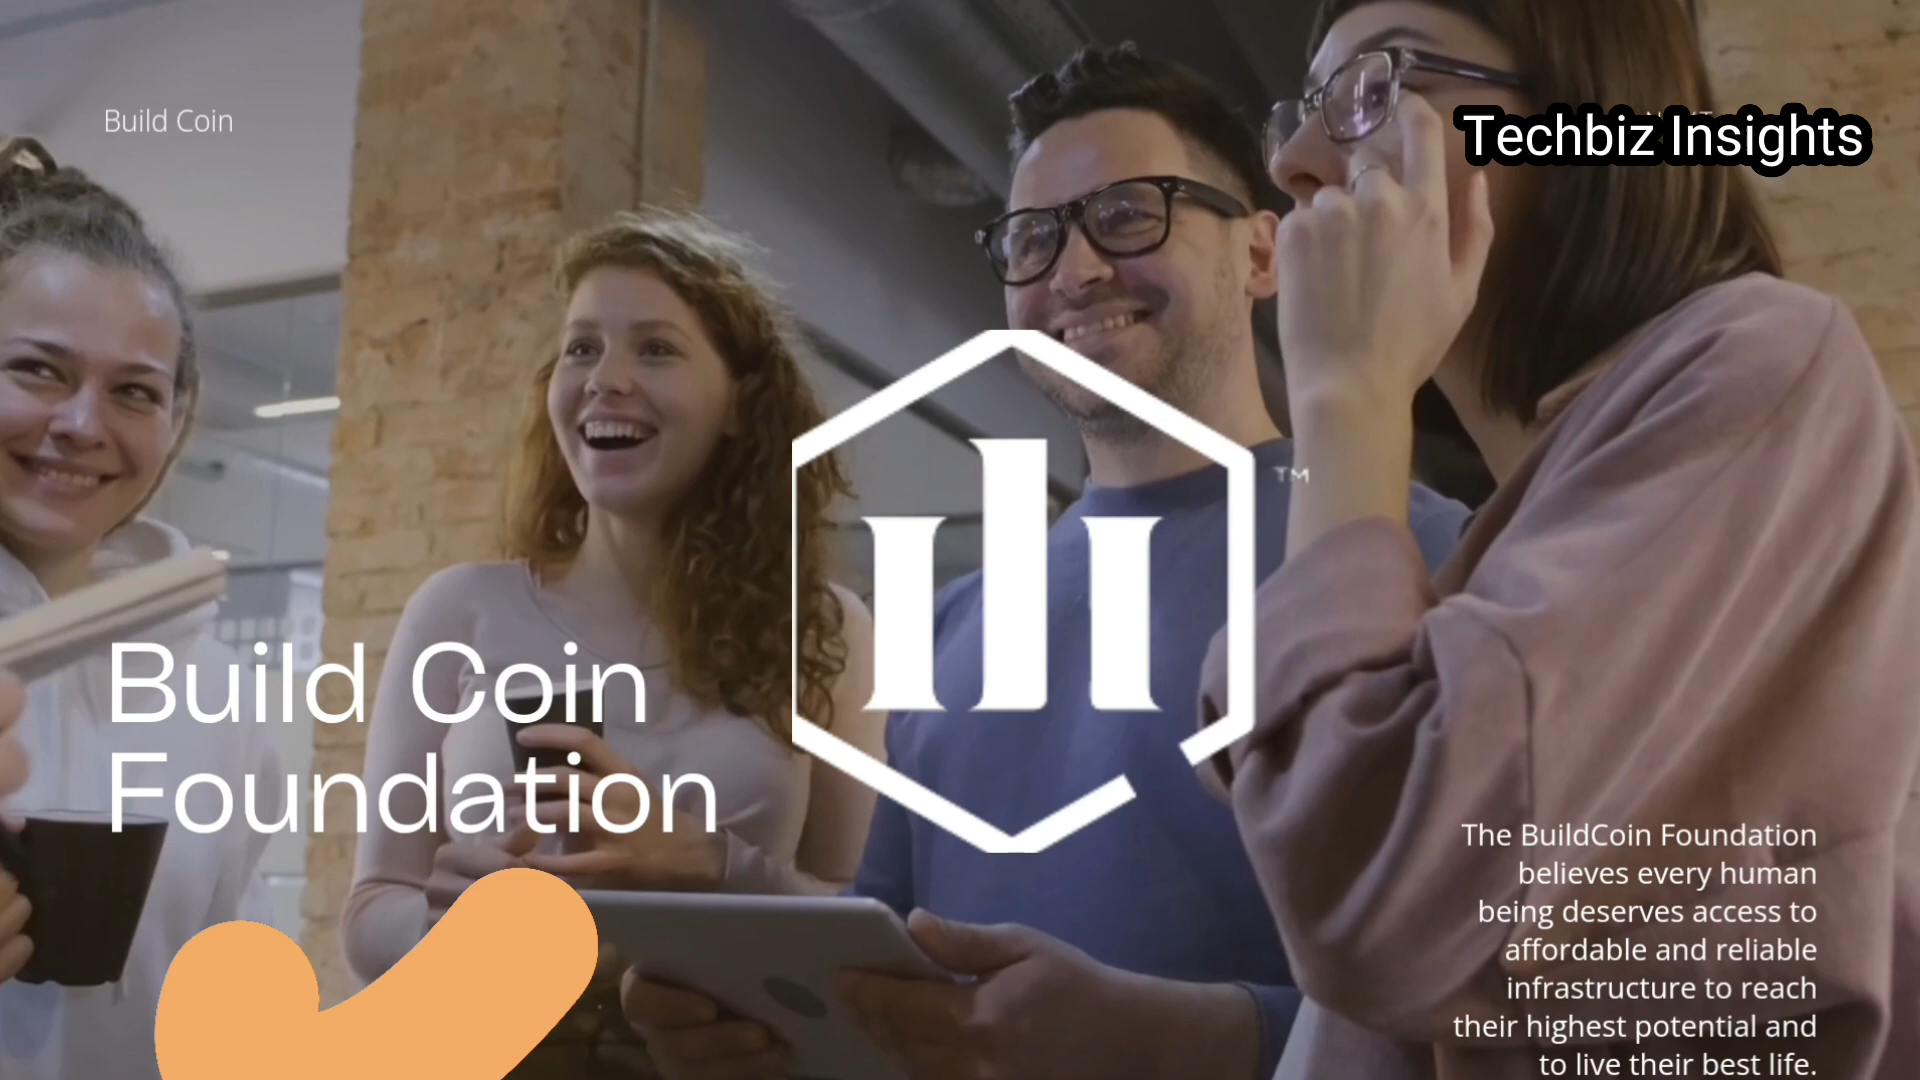 Build Coin
Techbiz Insights
Build Coin
Foundation
TM
The BuildCoin Foundation
believes every human
being deserves access to
affordable and reliable
infrastructure to reach
their highest potential and
to live their best life.